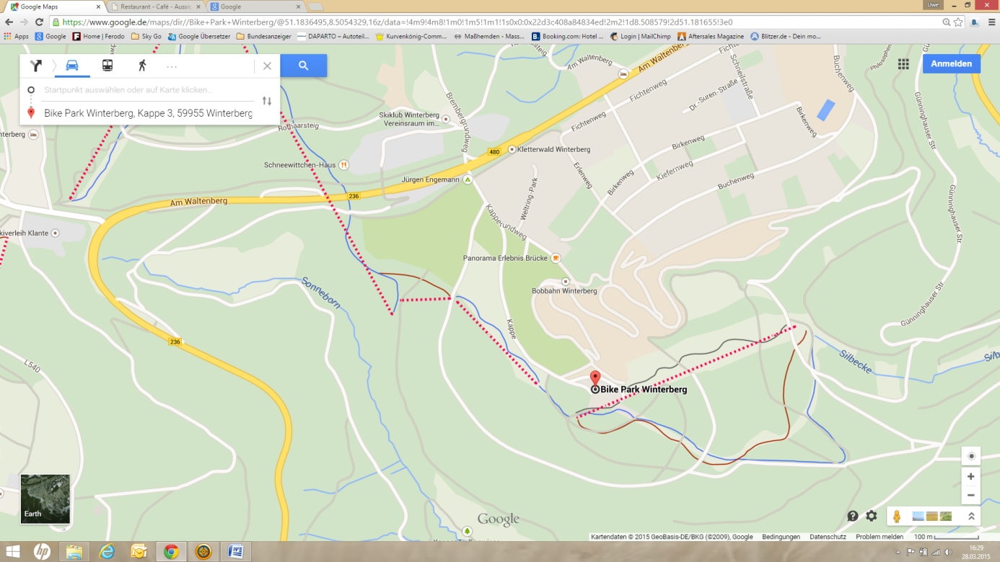 Google Maps
Restaurant - Café - Aussic
Google
Uwe
https://www.google.de/maps/dir//Bike+Park+Winterberg/@51.1836495,8.5054329,16z/data=!4m9!4m8!1m0!1m5!1m1!1s0x0:0x22d3c408a84834ed!2m2!1d8.508579!2d51.181655!3e0
Apps
Google
Home | Ferodo
Sky Go
Google Übersetzer
Bundesanzeiger
DAPARTO – Autoteil...
Kurvenkönig-Comm...
Maßhemden - Mass...
Booking.com: Hotel ...
Login | MailChimp
Aftersales Magazine
Blitzer.de - Dein mo...
Startpunkt auswählen oder auf Karte klicken...
Bike Park Winterberg, Kappe 3, 59955 Winterberg
Anmelden
Am Waltenberg
Am Waltenberg
Fichtenweg
Fichtenweg
Fichtenweg
Schneilstraße
Dr.-Suren-Straße
Buchenweg
Philosophen
Birkenweg
Birkenweg
Birkenweg
Kiefernweg
Buchenweg
Erlenweg
Günninghauser Str.
Günninghauser Str.
Günninghauser Str.
Bremberg
Brembergrundweg
Skiklub Winterberg
Vereinsraum im...
Rothaarsteig
nterberg
480
Kletterwald Winterberg
Schneewittchen-Haus
Jürgen Engemann
236
Am Waltenberg
Weltring-Park
Kapperundweg
kiverleih Klante
Panorama Erlebnis Brücke
Bobbahn Winterberg
Sonneborn
Kappe
236
L540
Silbecke
Silb
Bike Park Winterberg
Earth
Google
Kartendaten © 2015 GeoBasis-DE/BKG (©2009), Google
Bedingungen
Datenschutz
Problem melden
100 m
16:29
28.03.2015